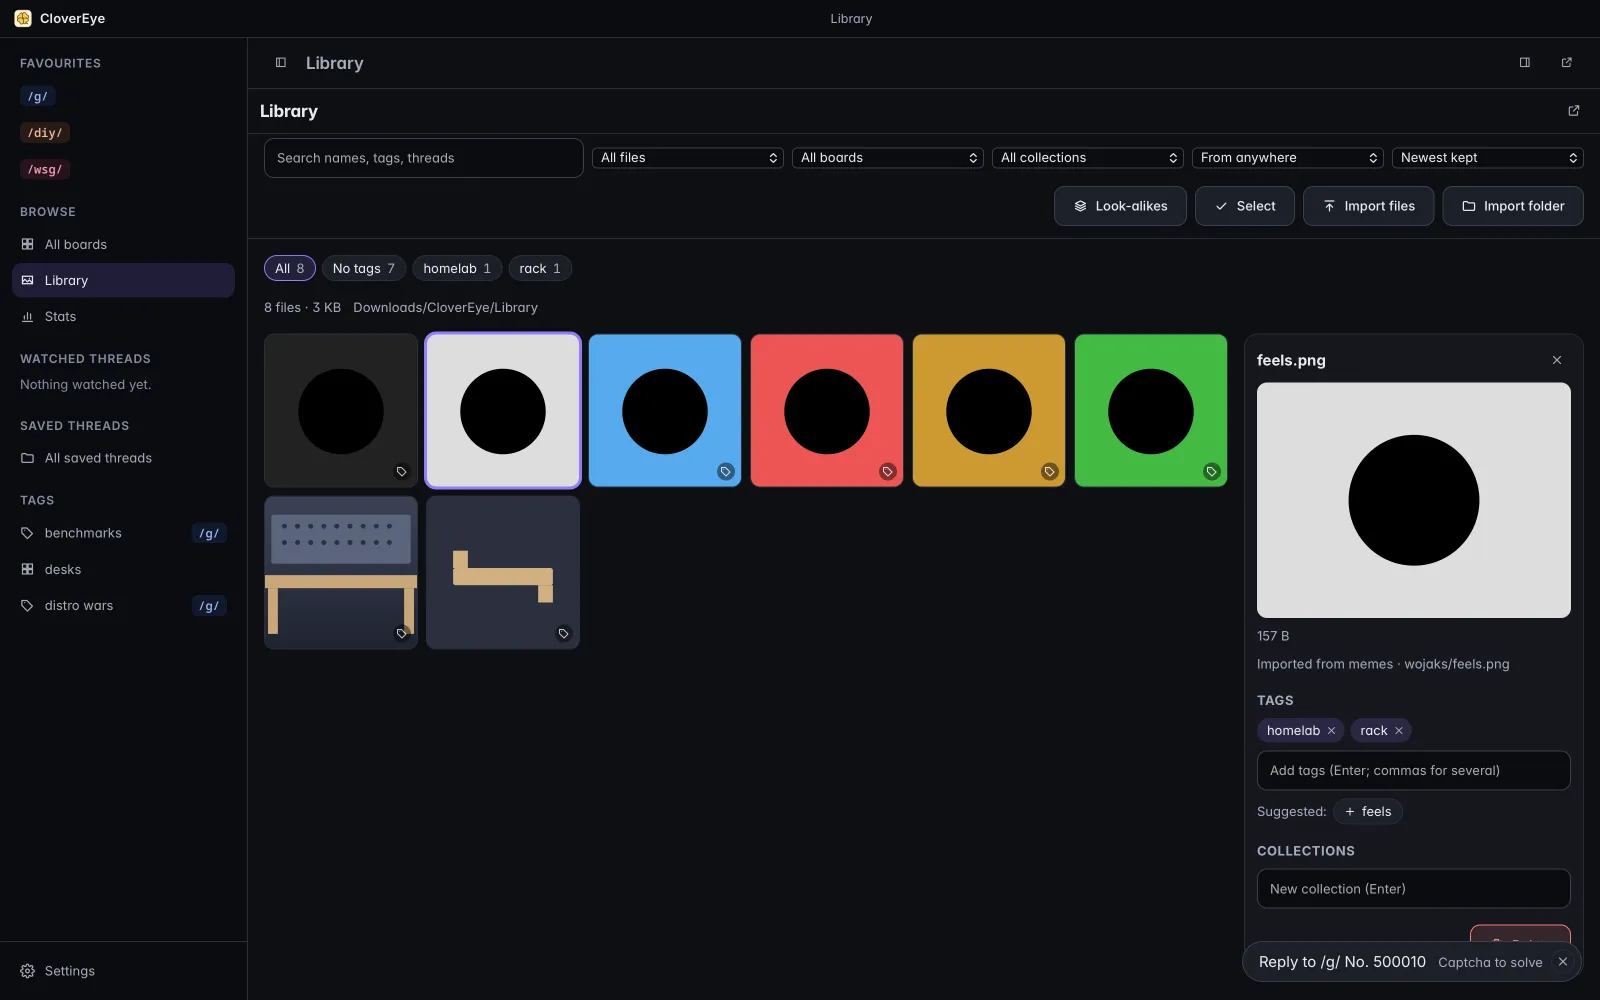 CloverEye
Library
FAVOURITES
/g/
/diy/
/wsg/
BROWSE
All boards
Library
Stats
WATCHED THREADS
Nothing watched yet.
SAVED THREADS
All saved threads
TAGS
benchmarks /g/
desks
distro wars /g/
Settings
Library
Library
Search names, tags, threads
All files
All boards
All collections
From anywhere
Newest kept
Look-alikes
Select
Import files
Import folder
All 8
No tags 7
homelab 1
rack 1
8 files · 3 KB Downloads/CloverEye/Library
feels.png
157 B
Imported from memes · wojaks/feels.png
TAGS
homelab
rack
Add tags (Enter; commas for several)
Suggested: + feels
COLLECTIONS
New collection (Enter)
Reply to /g/ No. 500010 Captcha to solve